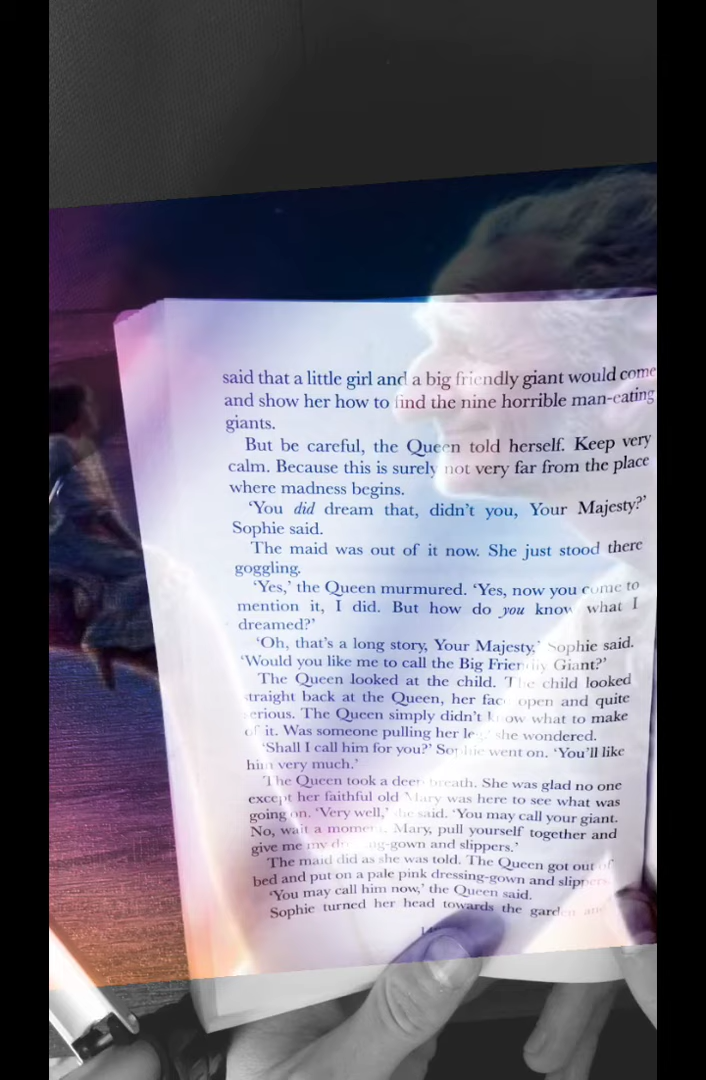 said that a little girl and a big friendly giant would come
and show her how to find the nine horrible man-eating
giants.
But be careful, the Queen told herself. Keep very
calm. Because this is surely not very far from the place
where madness begins.
‘You did dream that, didn’t you, Your Majesty?’
Sophie said.
The maid was out of it now. She just stood there
goggling.
‘Yes,’ the Queen murmured. ‘Yes, now you come to
mention it, I did. But how do you know what I
dreamed?’
‘Oh, that’s a long story, Your Majesty,’ Sophie said.
‘Would you like me to call the Big Friendly Giant?’
The Queen looked at the child. The child looked
straight back at the Queen, her face open and quite
serious. The Queen simply didn’t know what to make
of it. Was someone pulling her leg? she wondered.
‘Shall I call him for you?’ Sophie went on. ‘You’ll like
him very much.’
The Queen took a deep breath. She was glad no one
except her faithful old Mary was here to see what was
going on. ‘Very well,’ she said. ‘You may call your giant.
No, wait a moment. Mary, pull yourself together and
give me my dressing-gown and slippers.’
The maid did as she was told. The Queen got out of
bed and put on a pale pink dressing-gown and slippers.
‘You may call him now,’ the Queen said.
Sophie turned her head towards the garden and